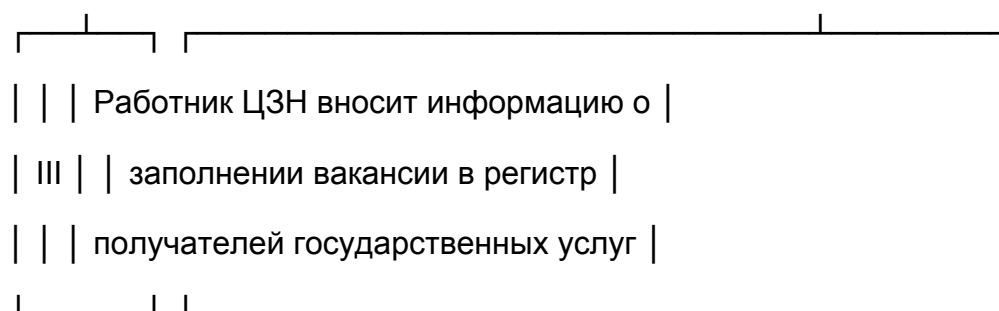 ┌──┴──┐ ┌──────────────────────┴───────
│ │ │ Работник ЦЗН вносит информацию о │
│ III │ │ заполнении вакансии в регистр │
│ │ │ получателей государственных услуг │